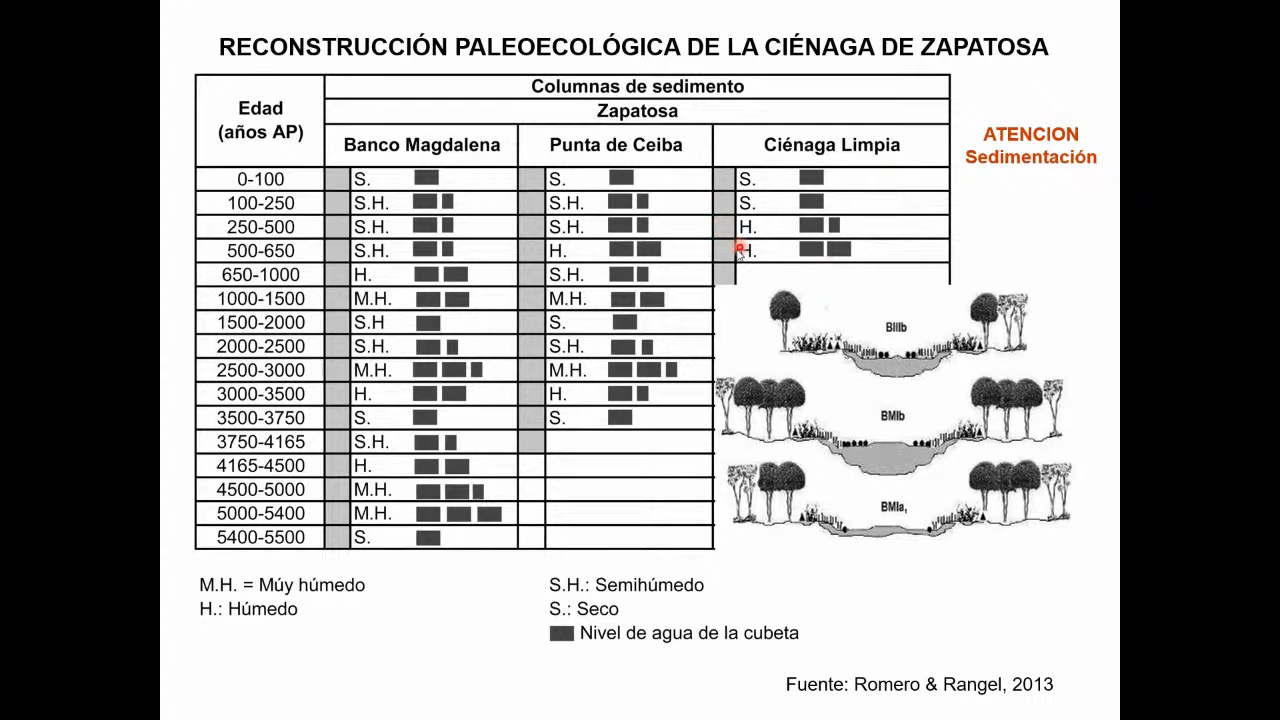 RECONSTRUCCIÓN PALEOECOLÓGICA DE LA CIÉNAGA DE ZAPATOSA
Edad
(años AP)
Columnas de sedimento
Zapatosa
Banco Magdalena Punta de Ceiba Ciénaga Limpia
ATENCION
Sedimentación
0-100 S. S. S.
100-250 S.H. S.H. S.
250-500 S.H. S.H. H.
500-650 S.H. H. H.
650-1000 H. S.H.
1000-1500 M.H. M.H.
1500-2000 S.H S.
2000-2500 S.H. S.H.
2500-3000 M.H. M.H.
3000-3500 H. H.
3500-3750 S. S.
3750-4165 S.H.
4165-4500 H.
4500-5000 M.H.
5000-5400 M.H.
5400-5500 S.
BIIIb
BMIb
BMIa,
M.H. = Múy húmedo S.H.: Semihúmedo
H.: Húmedo S.: Seco
Nivel de agua de la cubeta
Fuente: Romero & Rangel, 2013